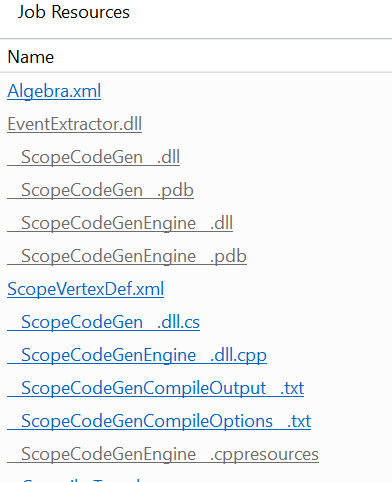 Job Resources
Name
Algebra.xml
EventExtractor.dll
__ScopeCodeGen__.dll
__ScopeCodeGen__.pdb
__ScopeCodeGenEngine__.dll
__ScopeCodeGenEngine__.pdb
ScopeVertexDef.xml
__ScopeCodeGen__.dll.cs
__ScopeCodeGenEngine__.dll.cpp
__ScopeCodeGenCompileOutput__.txt
__ScopeCodeGenCompileOptions__.txt
__ScopeCodeGenEngine__.cppresources